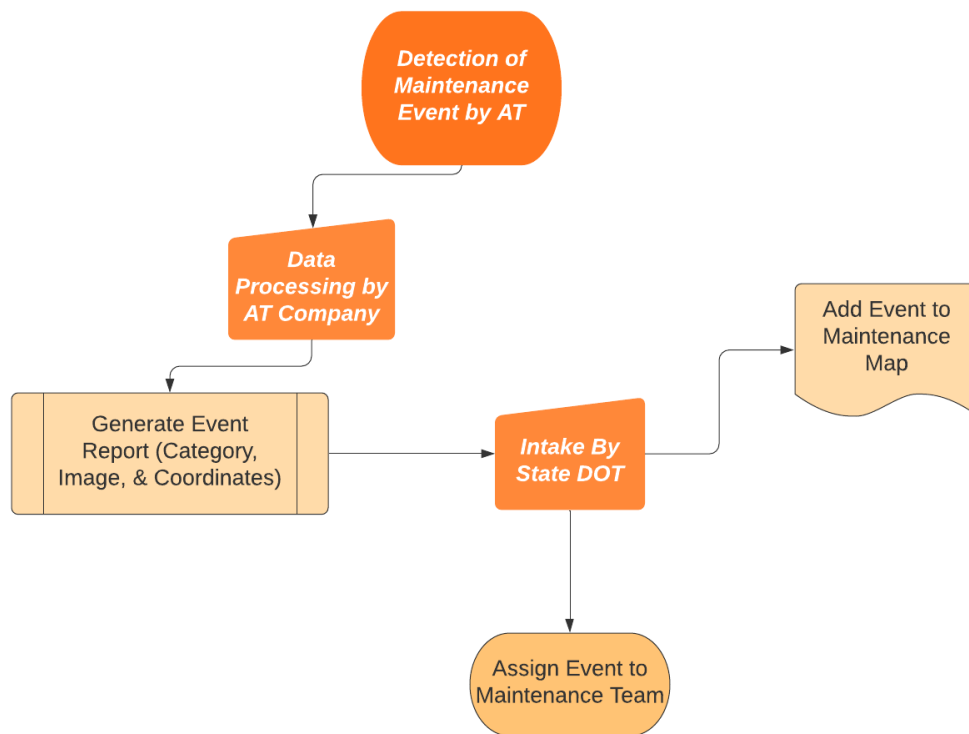 Detection of
Maintenance
Event by AT
Data
Processing by
AT Company
Generate Event
Report (Category,
Image, & Coordinates)
Intake By
State DOT
Add Event to
Maintenance
Map
Assign Event to
Maintenance Team